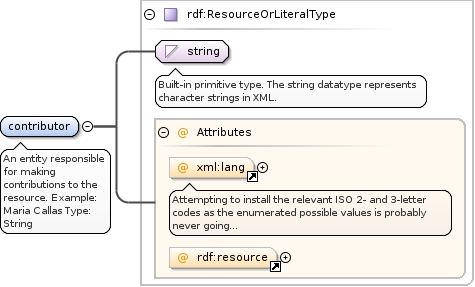 rdf:ResourceOrLiteralType
string
Built-in primitive type. The string datatype represents
character strings in XML.
contributor
An entity responsible
for making
contributions to the
resource. Example:
Maria Callas Type:
String
@ Attributes
@ xml:lang
Attempting to install the relevant ISO 2- and 3-letter
codes as the enumerated possible values is probably
never going...
@ rdf:resource